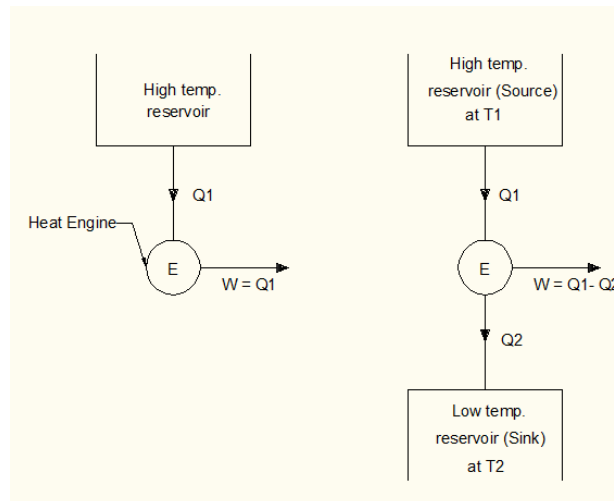 High temp.
reservoir
Q1
Heat Engine
E
W = Q1
High temp.
reservoir (Source)
at T1
Q1
E
W = Q1- Q2
Q2
Low temp.
reservoir (Sink)
at T2